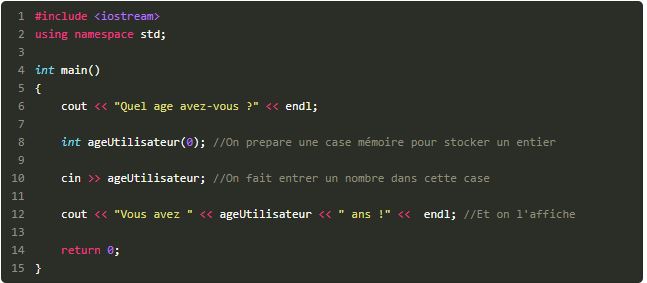 1 #include <iostream>
2 using namespace std;
3
4 int main()
5 {
6 cout << "Quel age avez-vous ?" << endl;
7
8 int ageUtilisateur(0); //On prepare une case mémoire pour stocker un entier
9
10 cin >> ageUtilisateur; //On fait entrer un nombre dans cette case
11
12 cout << "Vous avez " << ageUtilisateur << " ans !" <<  endl; //Et on l'affiche
13
14 return 0;
15 }